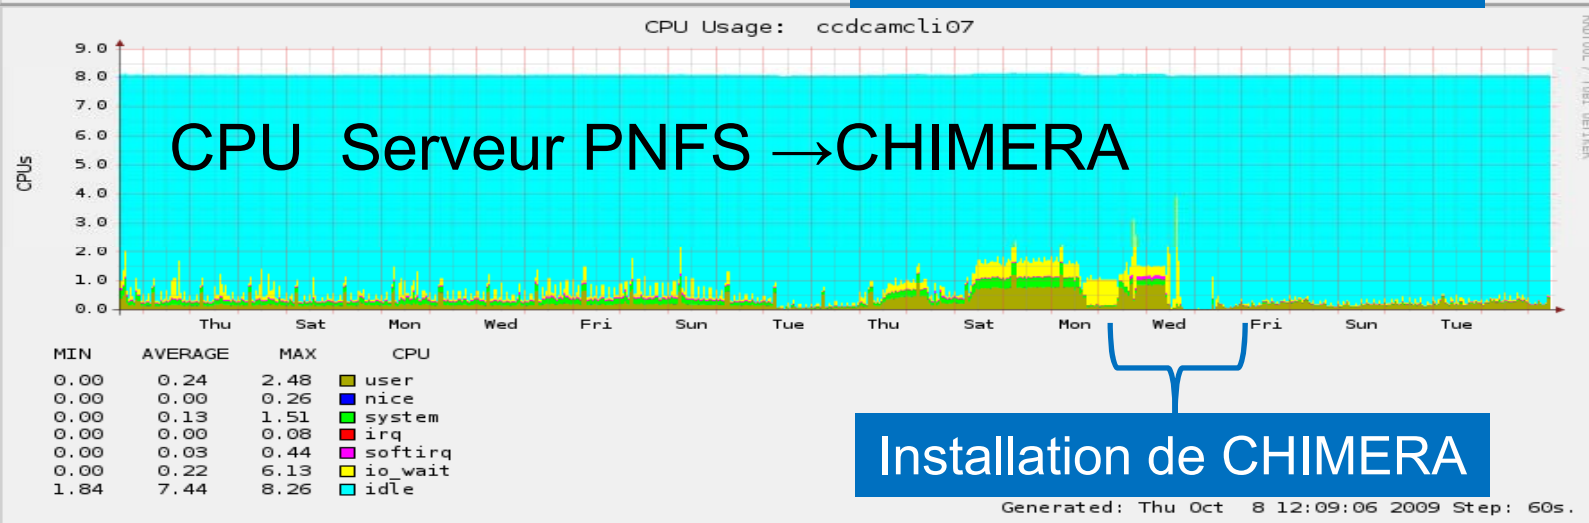 CPU Usage: ccdcamcli07
CPU Serveur PNFS →CHIMERA
CPUs
9.0
8.0
7.0
6.0
5.0
4.0
3.0
2.0
1.0
0.0
Thu Sat Mon Wed Fri Sun Tue Thu Sat Mon Wed Fri Sun Tue
MIN AVERAGE MAX CPU
0.00 0.24 2.48 user
0.00 0.00 0.26 nice
0.00 0.13 1.51 system
0.00 0.00 0.08 irq
0.00 0.03 0.44 softirq
0.00 0.22 6.13 io_wait
1.84 7.44 8.26 idle
Installation de CHIMERA
Generated: Thu Oct 8 12:09:06 2009 Step: 60s.
RRDTOOL / TOBI OETIKER